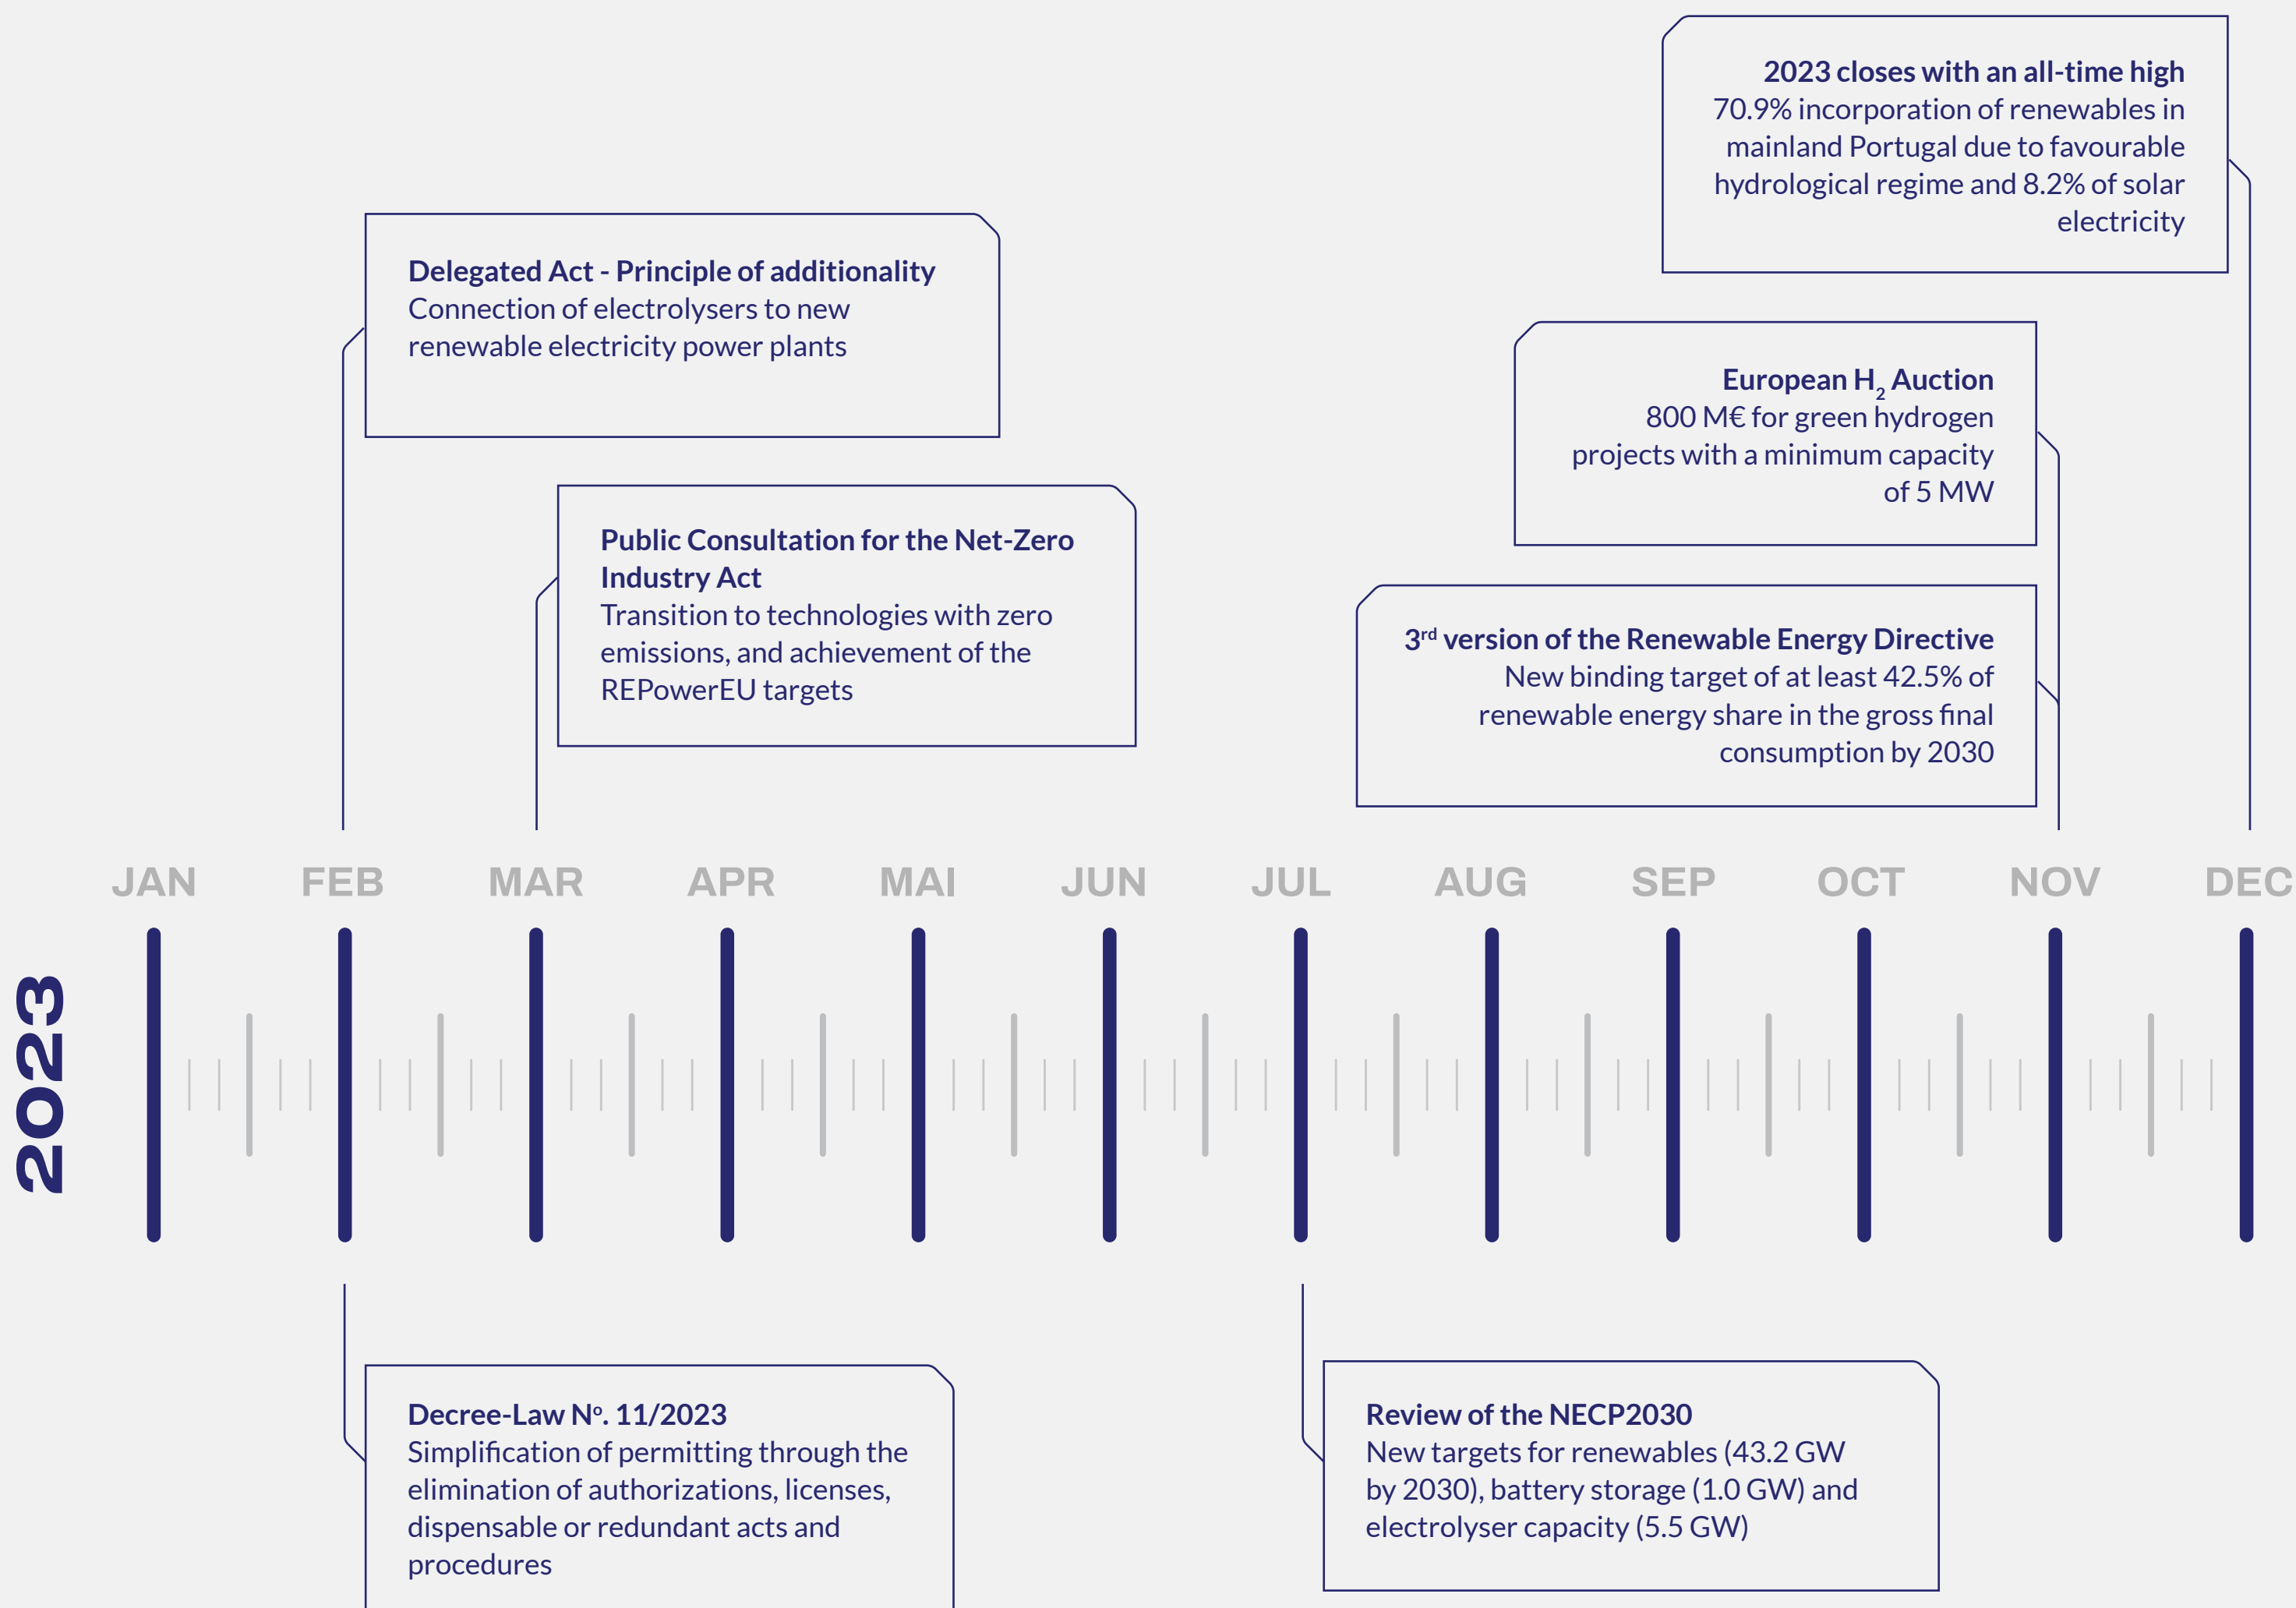 2023 closes with an all-time high
70.9% incorporation of renewables in
mainland Portugal due to favourable
hydrological regime and 8.2% of solar
electricity
Delegated Act - Principle of additionality
Connection of electrolysers to new
renewable electricity power plants
European H₂ Auction
800 M€ for green hydrogen
projects with a minimum capacity
of 5 MW
Public Consultation for the Net-Zero
Industry Act
Transition to technologies with zero
emissions, and achievement of the
REPowerEU targets
3ʳᵈ version of the Renewable Energy Directive
New binding target of at least 42.5% of
renewable energy share in the gross final
consumption by 2030
JAN FEB MAR APR MAI JUN JUL AUG SEP OCT NOV DEC
2023
Decree-Law Nº. 11/2023
Simplification of permitting through the
elimination of authorizations, licenses,
dispensable or redundant acts and
procedures
Review of the NECP2030
New targets for renewables (43.2 GW
by 2030), battery storage (1.0 GW) and
electrolyser capacity (5.5 GW)